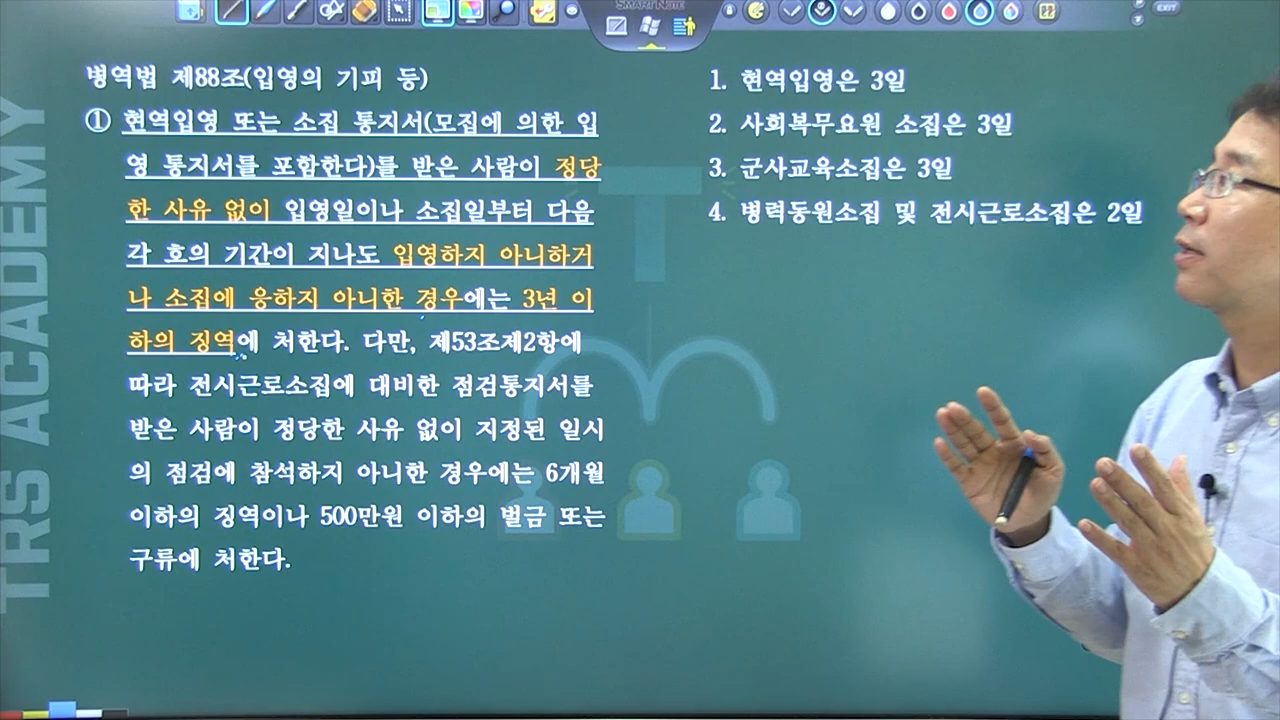 SMART NOTE
EXIT
TRS ACADEMY
병역법 제88조(입영의 기피 등)
① 현역입영 또는 소집 통지서(모집에 의한 입
영 통지서를 포함한다)를 받은 사람이 정당
한 사유 없이 입영일이나 소집일부터 다음
각 호의 기간이 지나도 입영하지 아니하거
나 소집에 응하지 아니한 경우에는 3년 이
하의 징역에 처한다. 다만, 제53조제2항에
따라 전시근로소집에 대비한 점검통지서를
받은 사람이 정당한 사유 없이 지정된 일시
의 점검에 참석하지 아니한 경우에는 6개월
이하의 징역이나 500만원 이하의 벌금 또는
구류에 처한다.
1. 현역입영은 3일
2. 사회복무요원 소집은 3일
3. 군사교육소집은 3일
4. 병력동원소집 및 전시근로소집은 2일